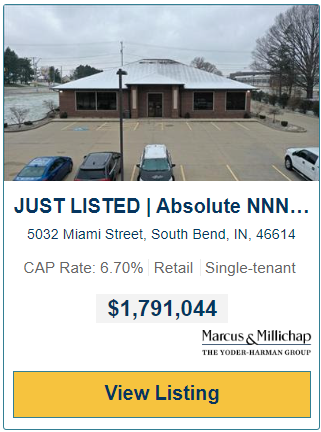 JUST LISTED | Absolute NNN...
5032 Miami Street, South Bend, IN, 46614
CAP Rate: 6.70% Retail Single-tenant
$1,791,044
Marcus & Millichap
THE YODER-HARMAN GROUP
View Listing